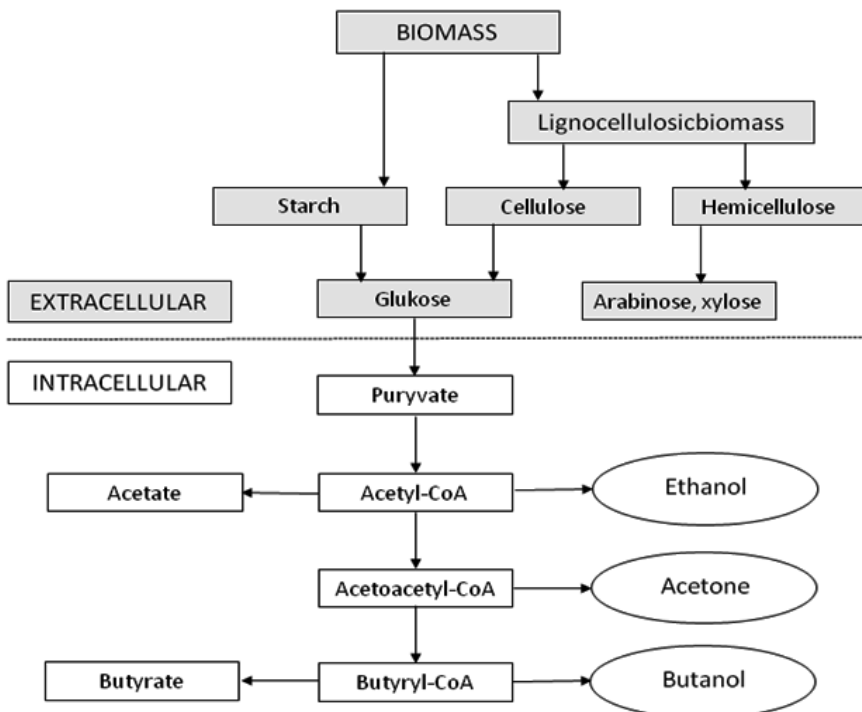 BIOMASS
Lignocellulosicbiomass
Starch
Cellulose
Hemicellulose
EXTRACELLULAR
Glukose
Arabinose, xylose
INTRACELLULAR
Puryvate
Acetate
Acetyl-CoA
Ethanol
Acetoacetyl-CoA
Acetone
Butyrate
Butyryl-CoA
Butanol